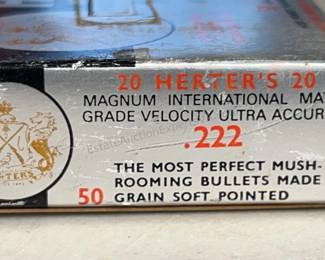 20 HERTER'S 20
MAGNUM INTERNATIONAL MA
GRADE VELOCITY ULTRA ACCUR
.222
THE MOST PERFECT MUSH-
ROOMING BULLETS MADE
50 GRAIN SOFT POINTED